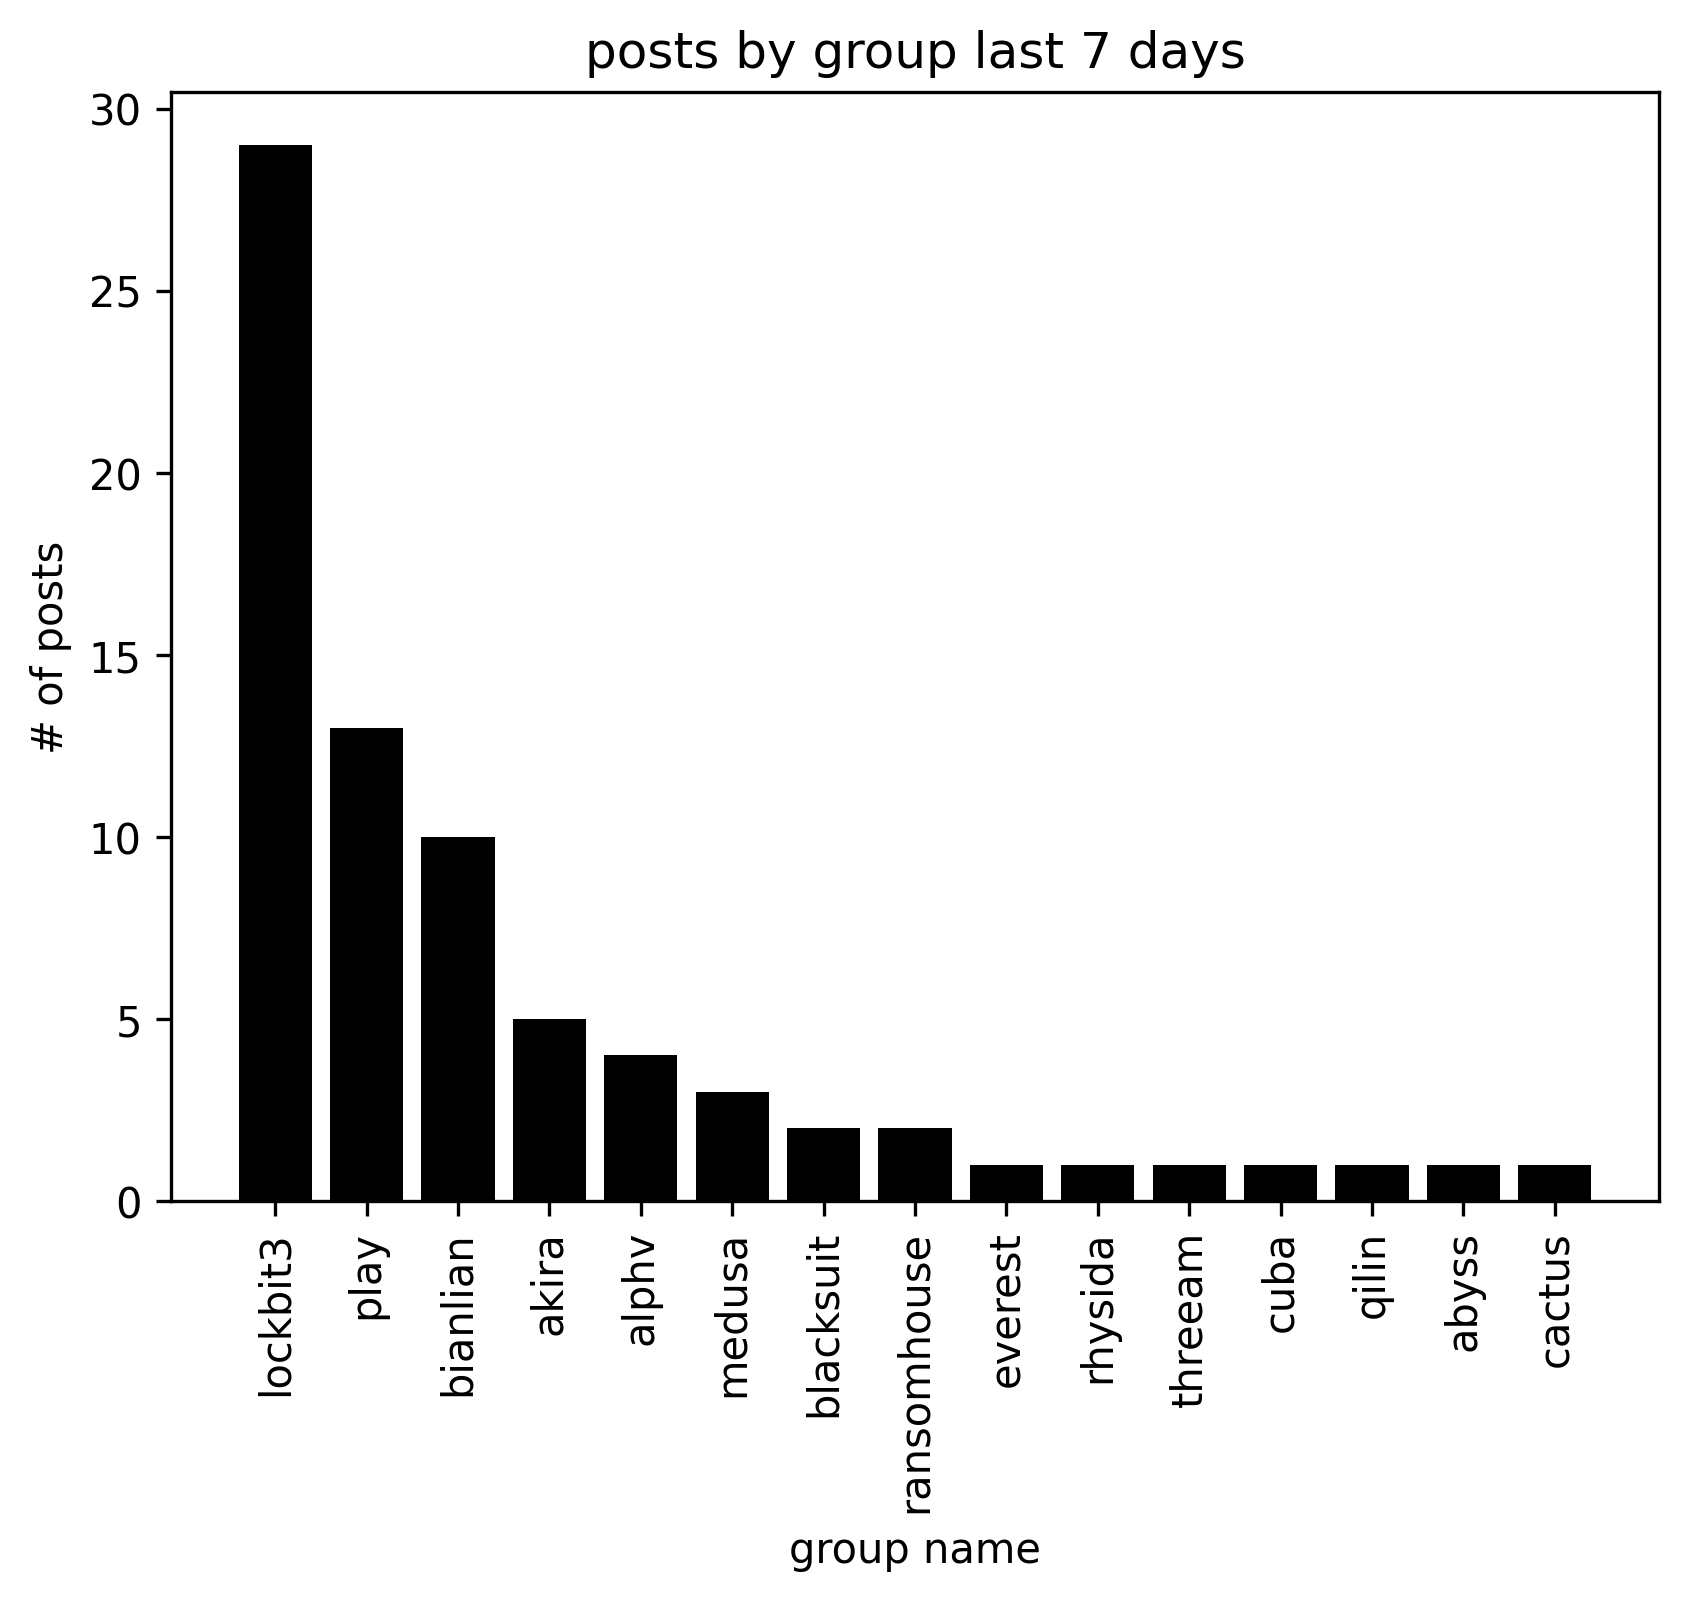 posts by group last 7 days
30
25
20
15
10
5
0
# of posts
lockbit3
play
bianlian
akira
alphv
medusa
blacksuit
ransomhouse
everest
rhysida
threeam
cuba
qilin
abyss
cactus
group name